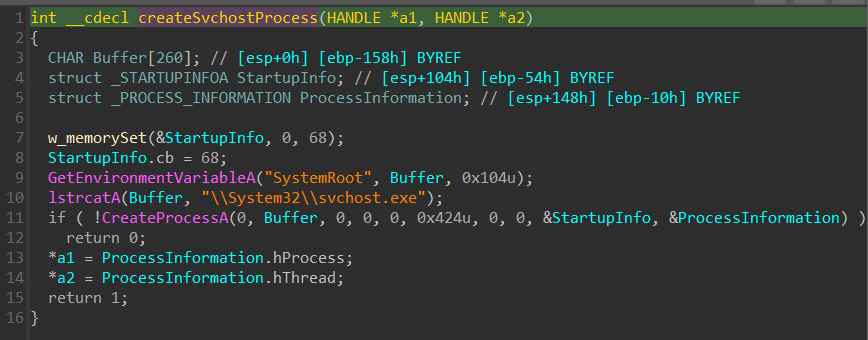 1 int __cdecl createSvchostProcess(HANDLE *a1, HANDLE *a2)
2 {
3 CHAR Buffer[260]; // [esp+0h] [ebp-158h] BYREF
4 struct _STARTUPINFOA StartupInfo; // [esp+104h] [ebp-54h] BYREF
5 struct _PROCESS_INFORMATION ProcessInformation; // [esp+148h] [ebp-10h] BYREF
6
7 w_memorySet(&StartupInfo, 0, 68);
8 StartupInfo.cb = 68;
9 GetEnvironmentVariableA("SystemRoot", Buffer, 0x104u);
10 lstrcatA(Buffer, "\\System32\\svchost.exe");
11 if ( !CreateProcessA(0, Buffer, 0, 0, 0, 0x424u, 0, 0, &StartupInfo, &ProcessInformation) )
12 return 0;
13 *a1 = ProcessInformation.hProcess;
14 *a2 = ProcessInformation.hThread;
15 return 1;
16 }